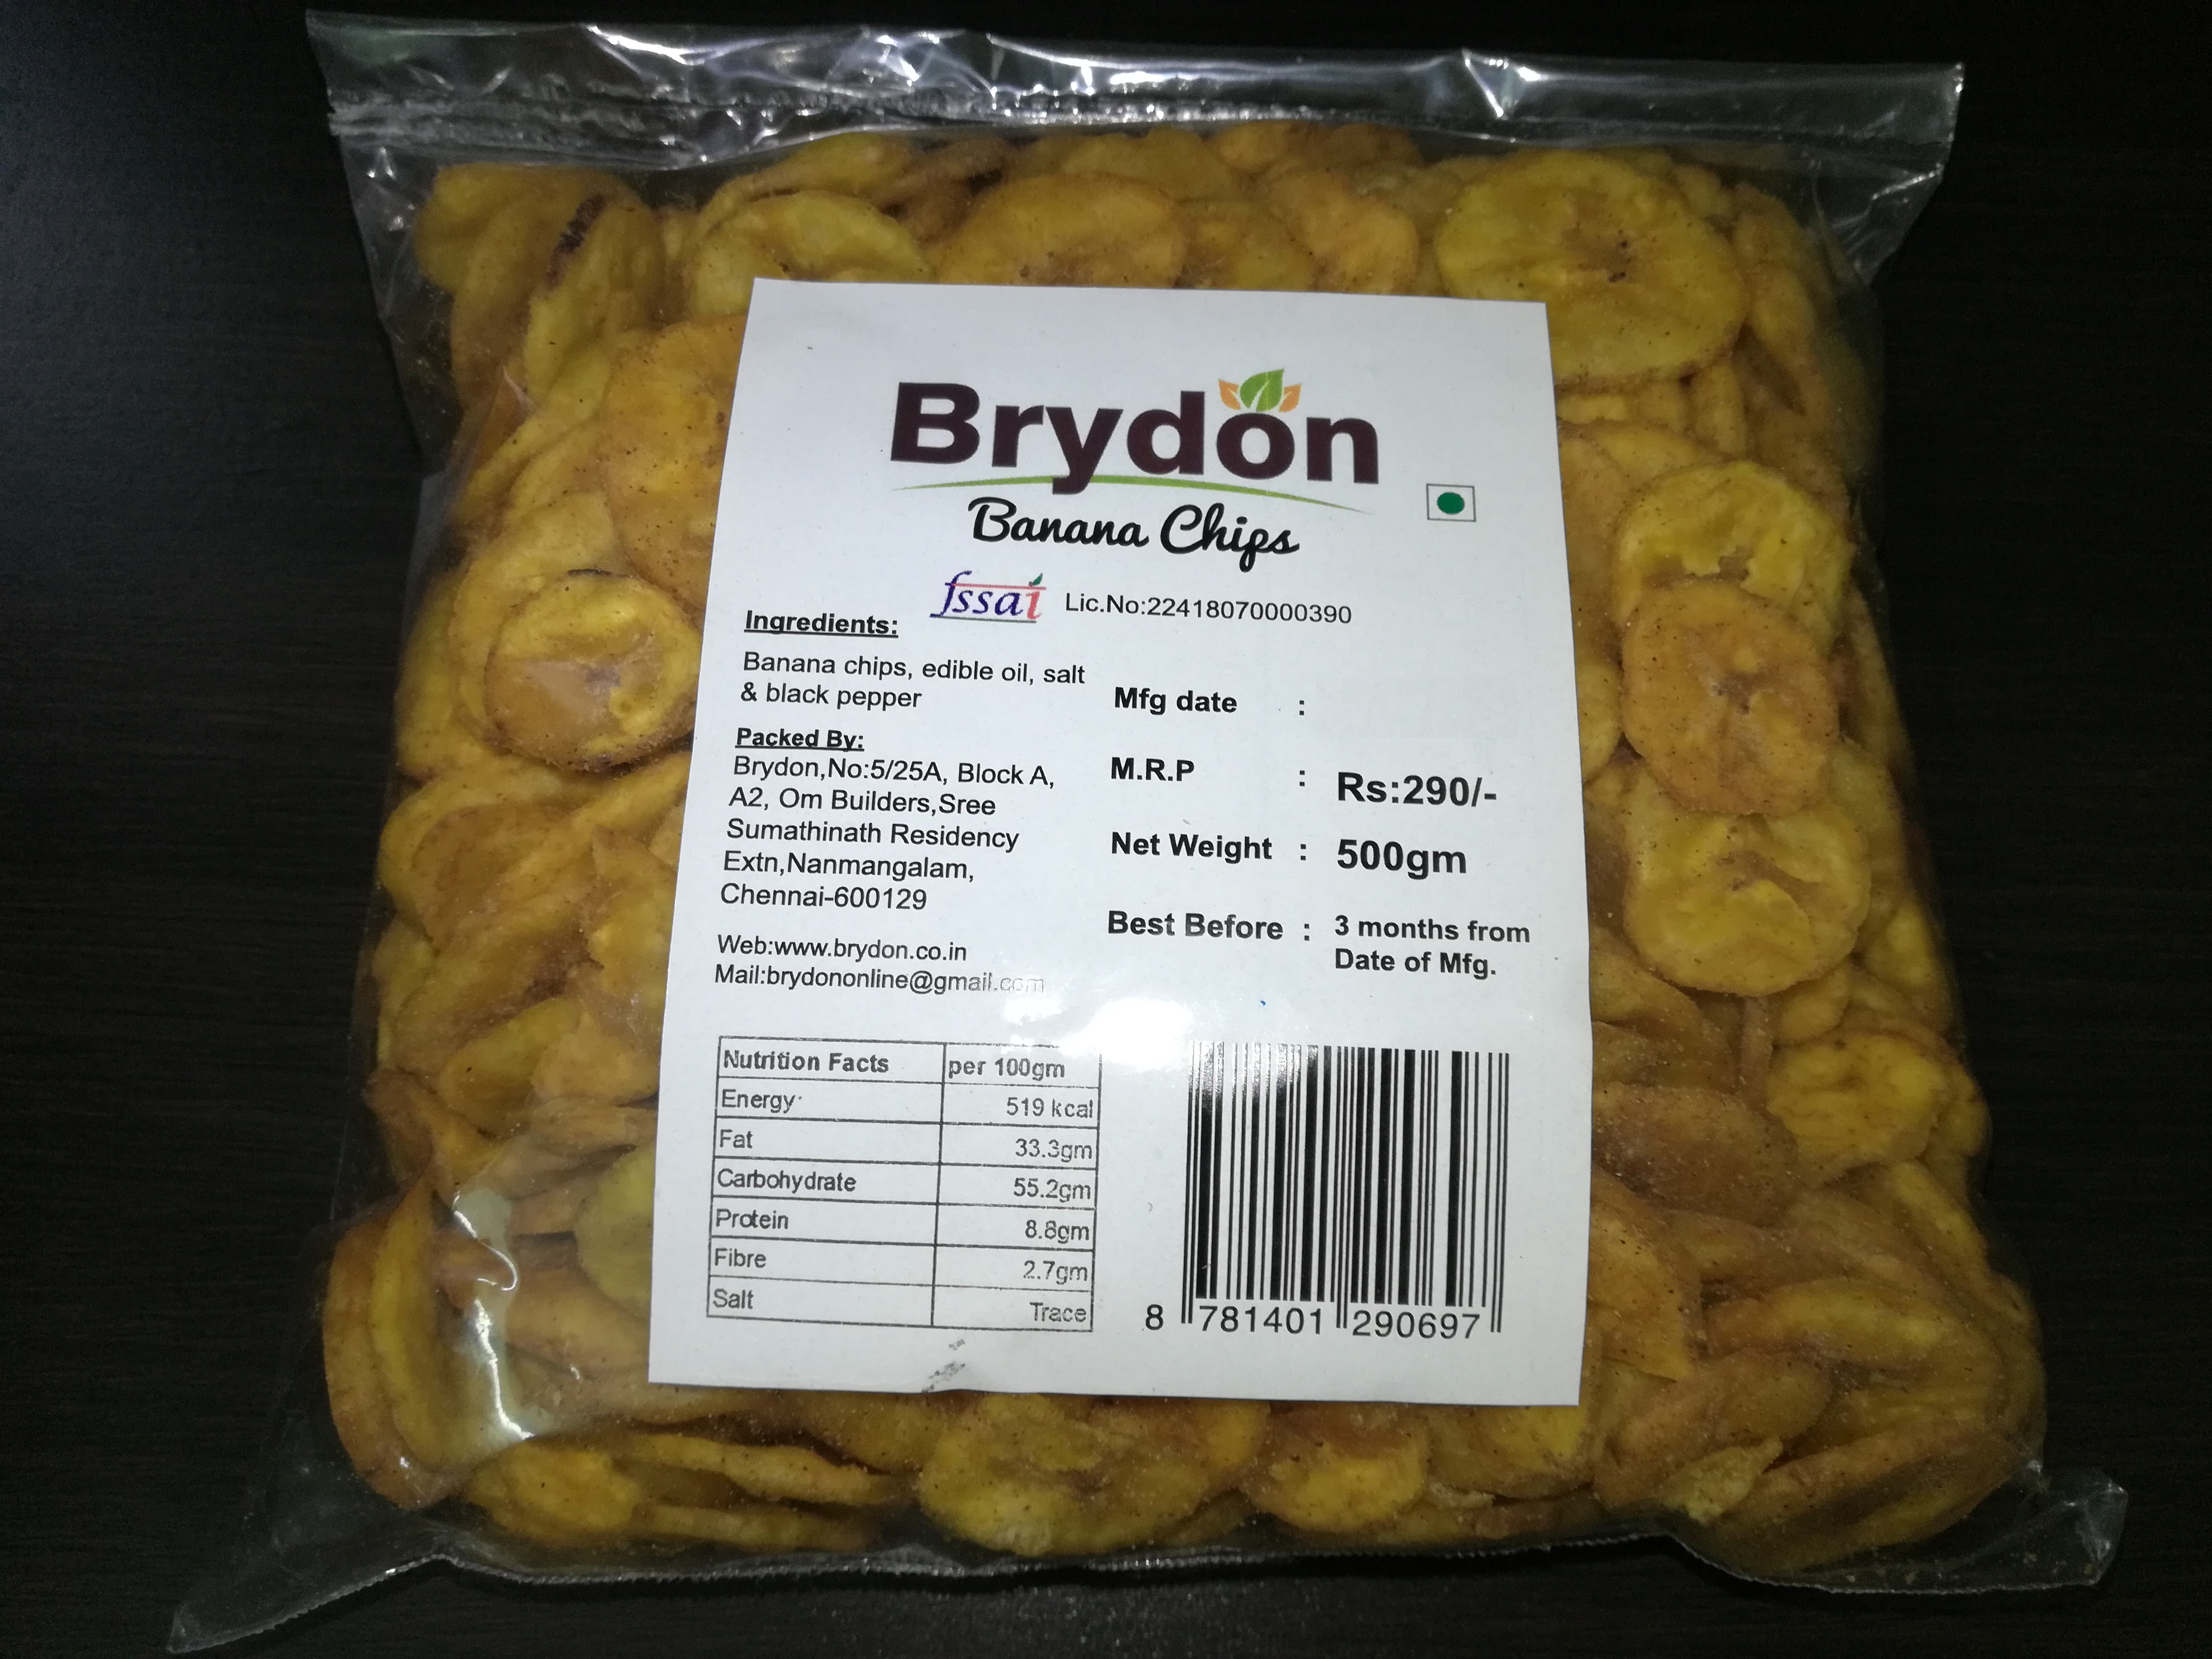 Brydon
Banana Chips
fssai Lic.No:22418070000390
Ingredients:
Banana chips, edible oil, salt
& black pepper
Packed By:
Brydon,No:5/25A, Block A,
A2, Om Builders,Sree
Sumathinath Residency
Extn,Nanmangalam,
Chennai-600129
Web:www.brydon.co.in
Mail:brydononline@gmail.com
Mfg date :
M.R.P : Rs:290/-
Net Weight : 500gm
Best Before : 3 months from
Date of Mfg.
Nutrition Facts per 100gm
Energy 519 kcal
Fat 33.3gm
Carbohydrate 55.2gm
Protein 8.8gm
Fibre 2.7gm
Salt Trace
8 781401 290697